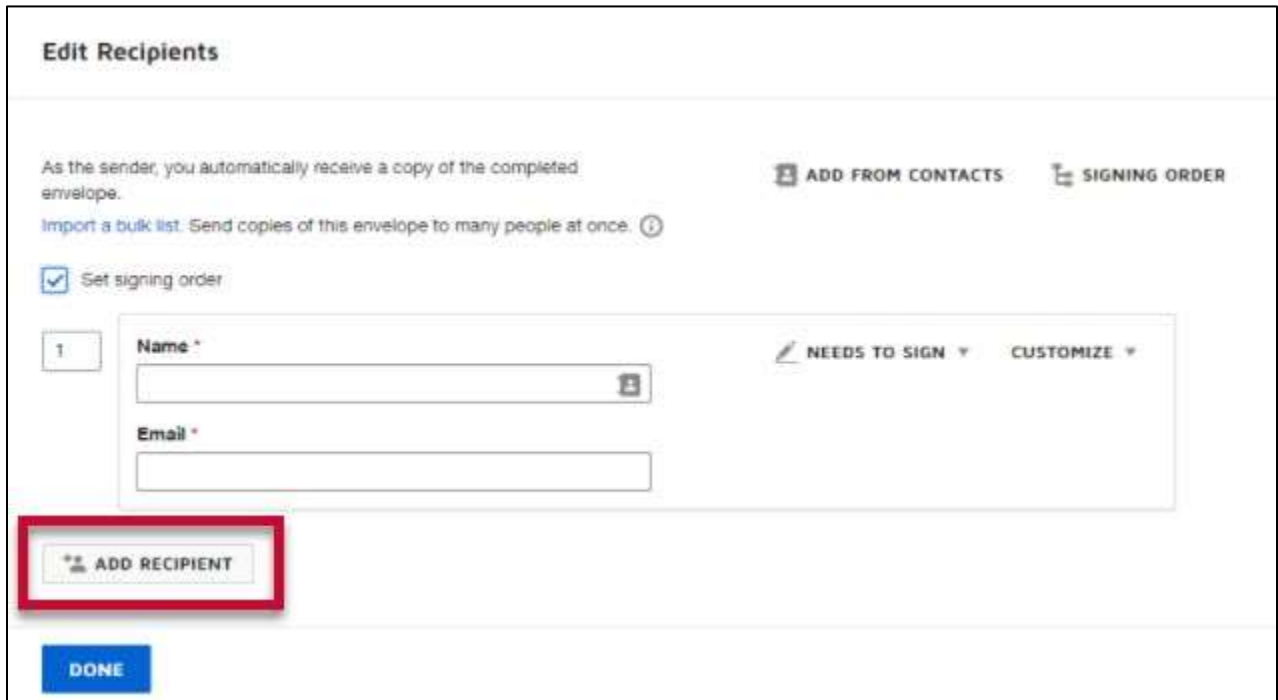 Edit Recipients
As the sender, you automatically receive a copy of the completed
envelope.
ADD FROM CONTACTS
SIGNING ORDER
Import a bulk list. Send copies of this envelope to many people at once.
Set signing order
1
Name *
NEEDS TO SIGN
CUSTOMIZE
Email *
ADD RECIPIENT
DONE